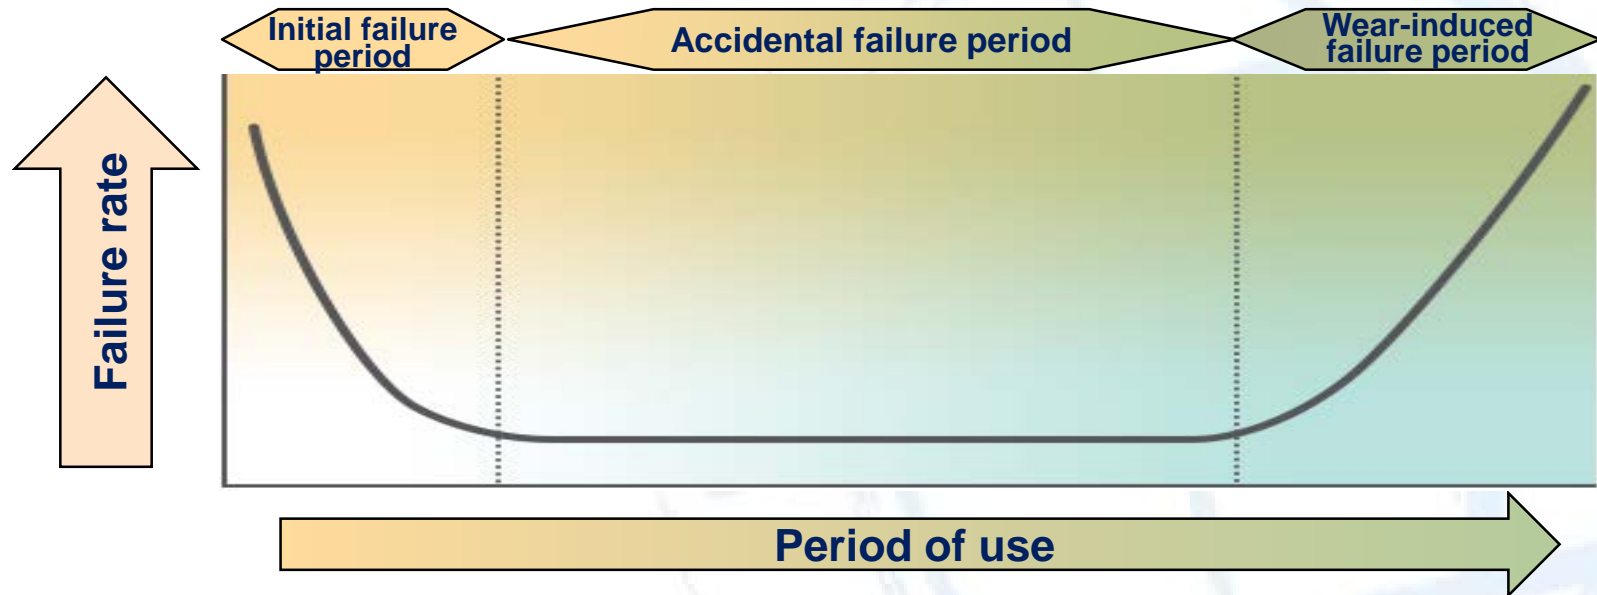 Initial failure
period
Accidental failure period
Wear-induced
failure period
Failure rate
Period of use